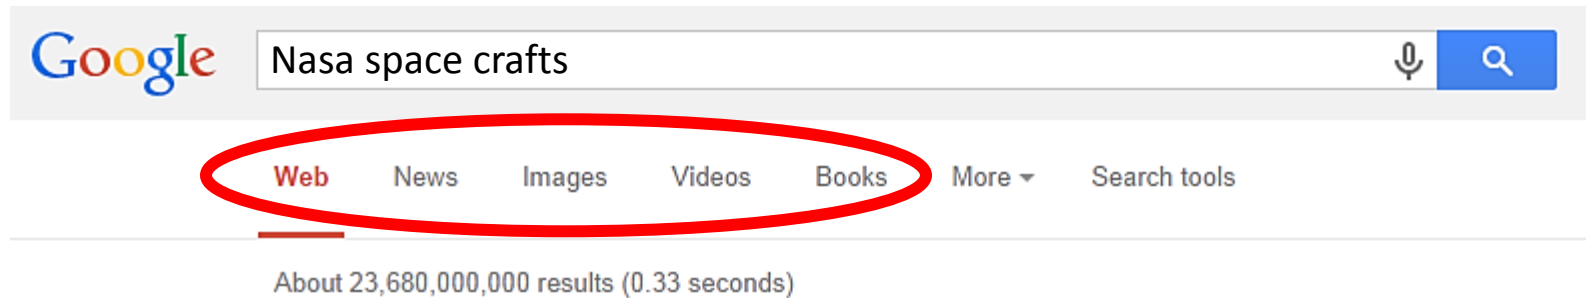 Google Nasa space crafts
Web News Images Videos Books More Search tools
About 23,680,000,000 results (0.33 seconds)